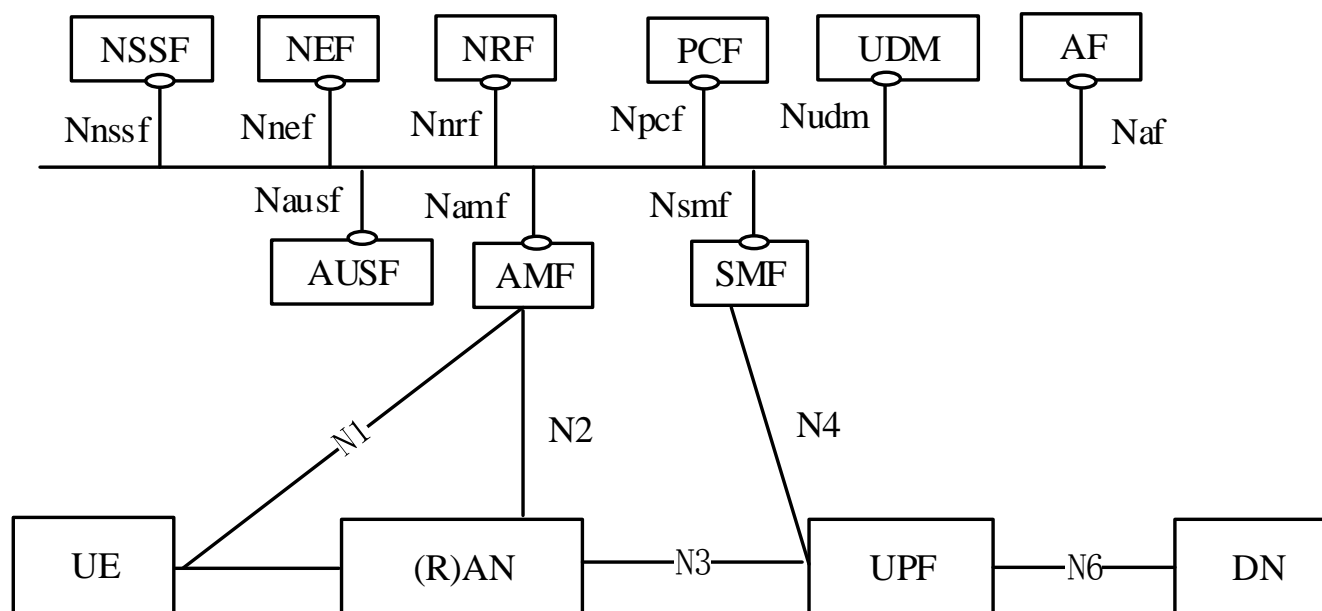 NSSF NEF NRF PCF UDM AF
Nnssf Nnef Nnrf Npcf Nudm Naf
Nausf Namf Nsmf
AUSF AMF SMF
N1 N2 N4
UE (R)AN N3 UPF N6 DN